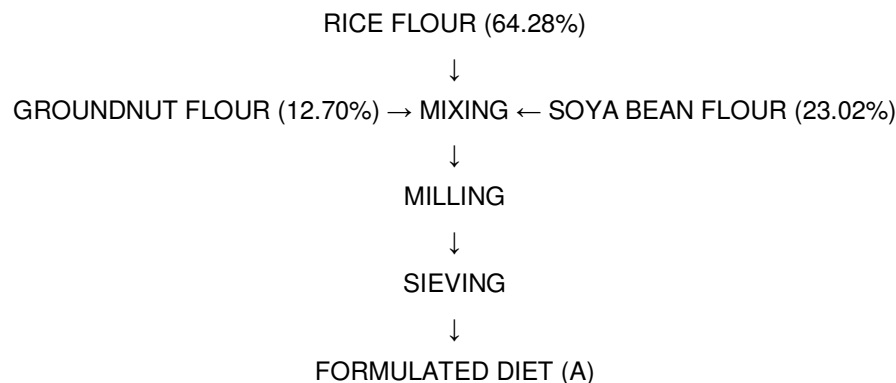 RICE FLOUR (64.28%)
↓
GROUNDNUT FLOUR (12.70%) → MIXING ← SOYA BEAN FLOUR (23.02%)
↓
MILLING
↓
SIEVING
↓
FORMULATED DIET (A)